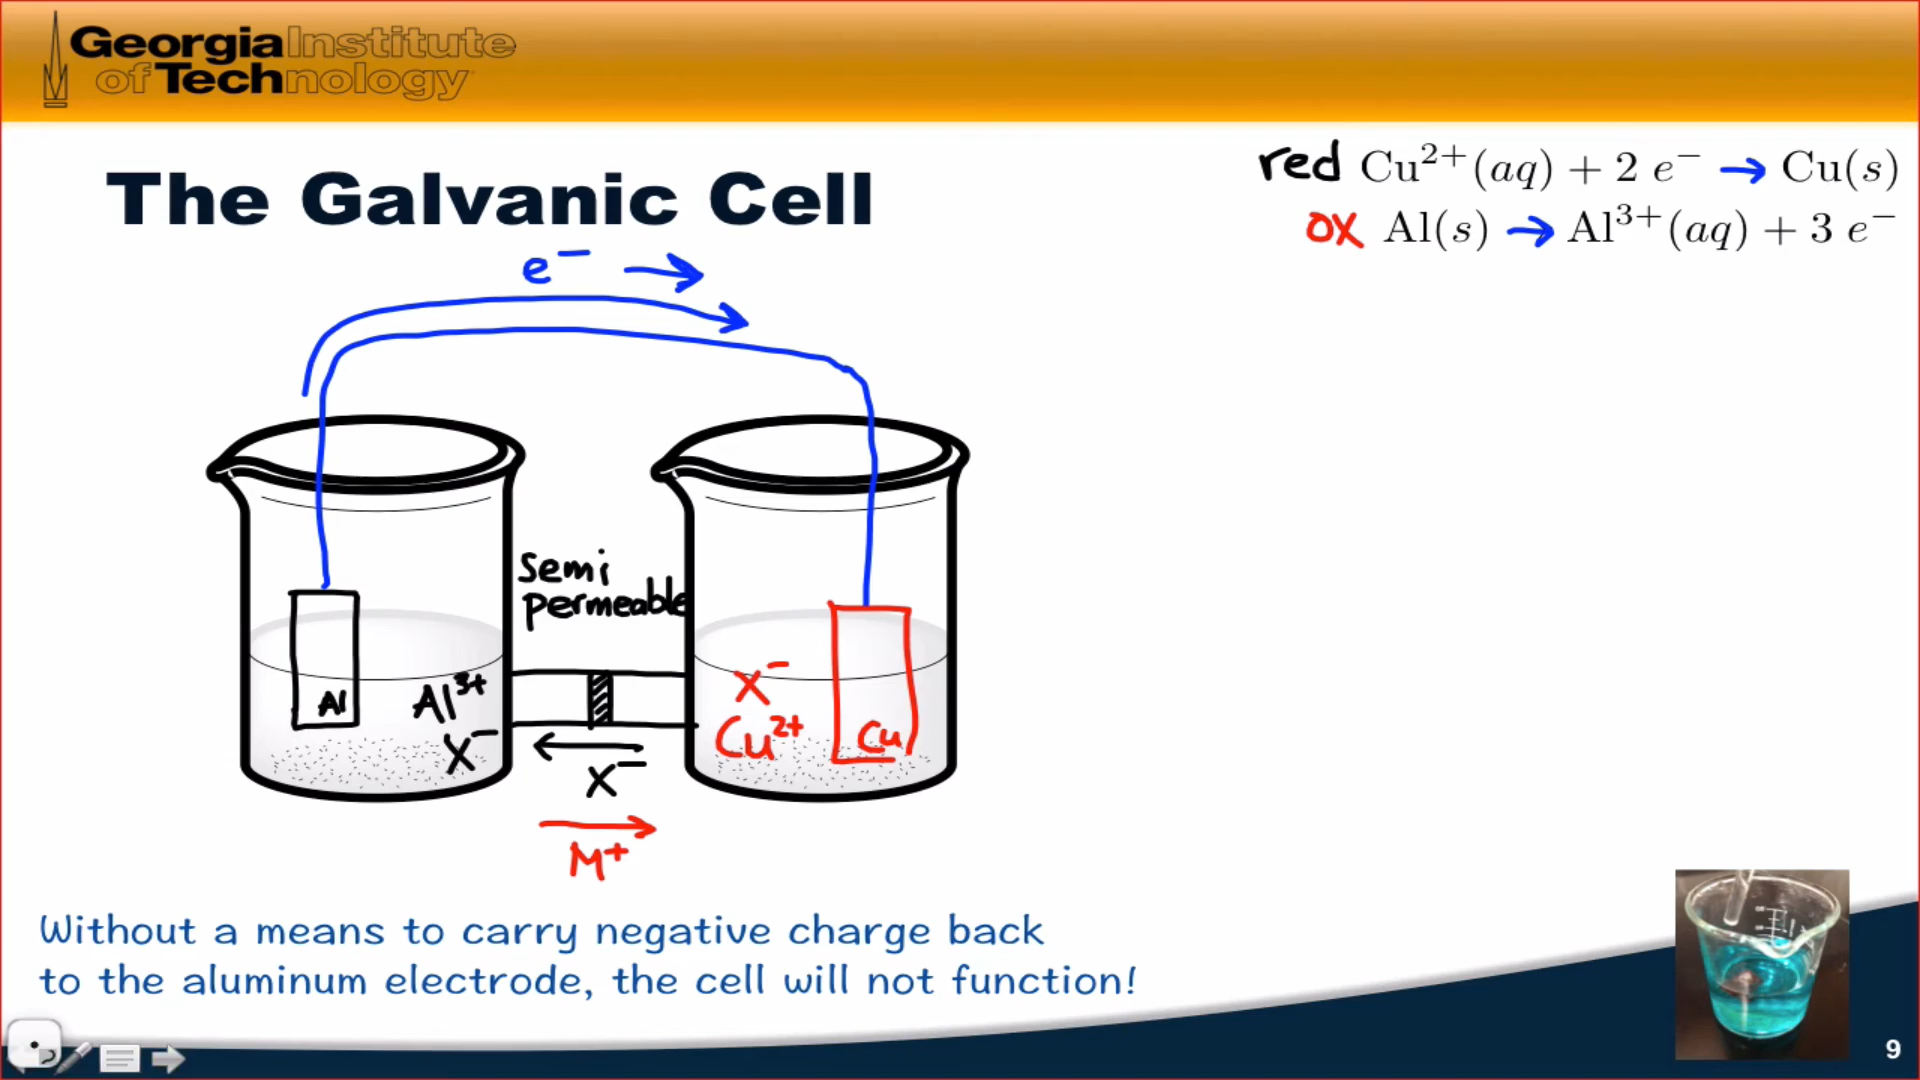 Georgia Institute
of Technology
The Galvanic Cell
red Cu²⁺(aq) + 2 e⁻ → Cu(s)
ox Al(s) → Al³⁺(aq) + 3 e⁻
e⁻ →
semi
permeable
Al
Al³⁺
X⁻
X⁻
Cu²⁺
Cu
X⁻
M⁺
Without a means to carry negative charge back
to the aluminum electrode, the cell will not function!
9